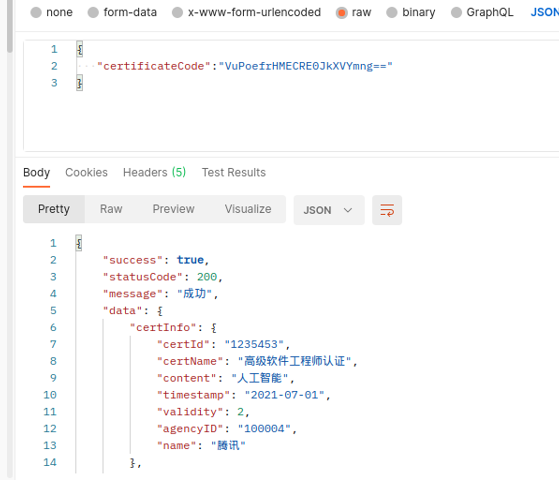 none form-data x-www-form-urlencoded raw binary GraphQL JSON
1 {
2 "certificateCode":"VuPoefrHMECRE0JkXVYmng=="
3 }
Body Cookies Headers (5) Test Results
Pretty Raw Preview Visualize JSON
1 {
2 "success": true,
3 "statusCode": 200,
4 "message": "成功",
5 "data": {
6 "certInfo": {
7 "certId": "1235453",
8 "certName": "高级软件工程师认证",
9 "content": "人工智能",
10 "timestamp": "2021-07-01",
11 "validity": 2,
12 "agencyID": "100004",
13 "name": "腾讯"
14 },